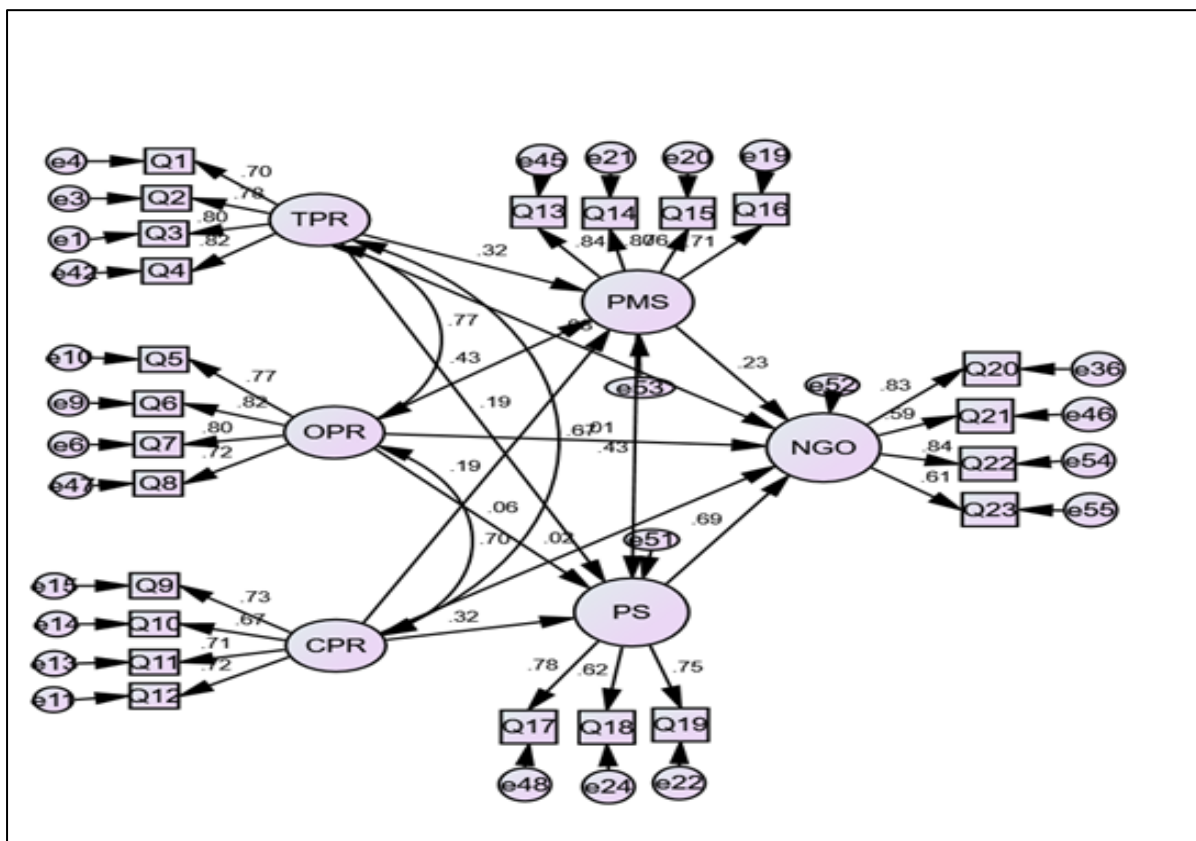 e4
Q1
.70
e3
Q2
.78
e1
Q3
.80
e42
Q4
.82
TPR
e45
e21
e20
e19
Q13
Q14
Q15
Q16
.84
.71
PMS
.32
.77
.43
.19
e53
.23
e10
Q5
.77
e9
Q6
.82
e6
Q7
.80
e47
Q8
.72
OPR
e52
NGO
.83
Q20
e36
.59
Q21
e46
.84
Q22
e54
.61
Q23
e55
.67
.01
.43
.19
.06
.70
.02
e51
.69
e15
Q9
.73
e14
Q10
.67
e13
Q11
.71
e11
Q12
.72
CPR
.32
PS
.78
.62
.75
Q17
Q18
Q19
e48
e24
e22